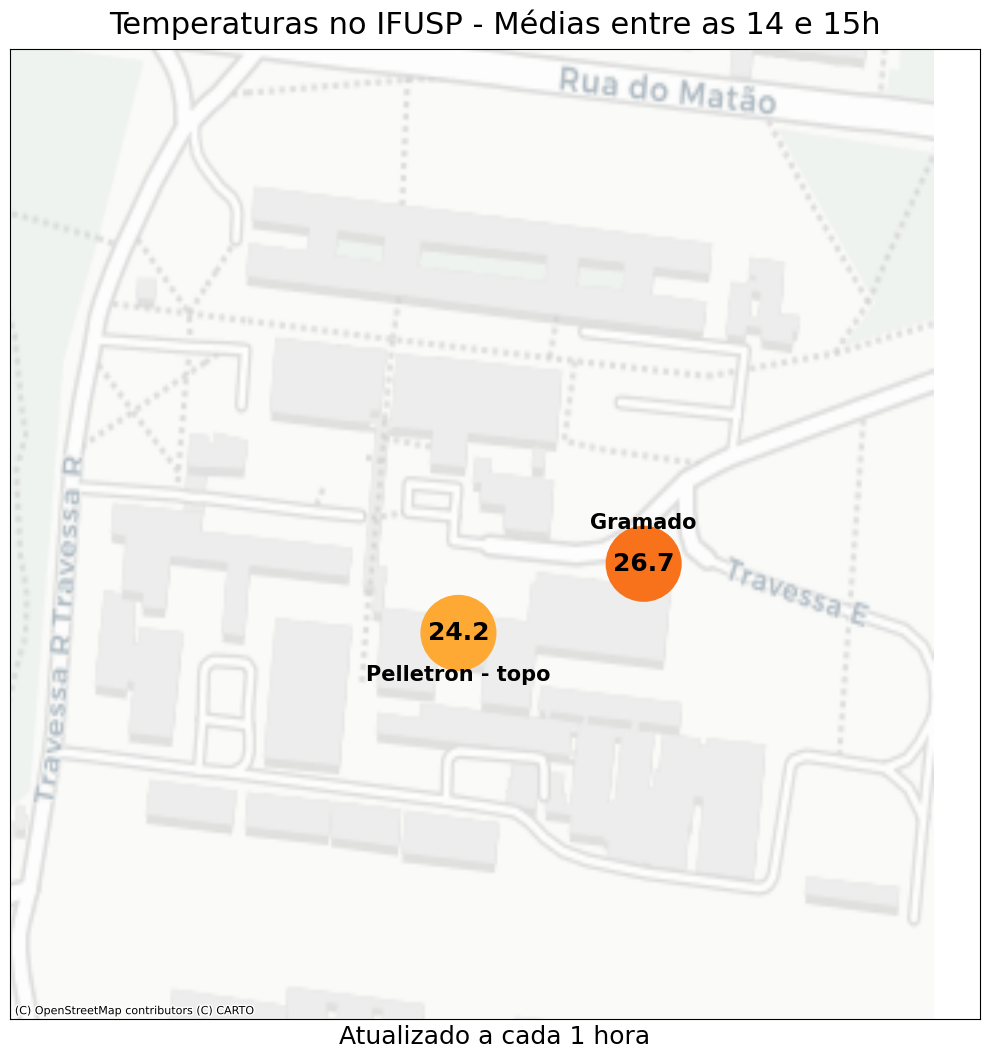 Temperaturas no IFUSP - Médias entre as 14 e 15h
Rua do Matão
Travessa R Travessa R
Gramado
26.7
Travessa E
24.2
Pelletron - topo
(C) OpenStreetMap contributors (C) CARTO
Atualizado a cada 1 hora